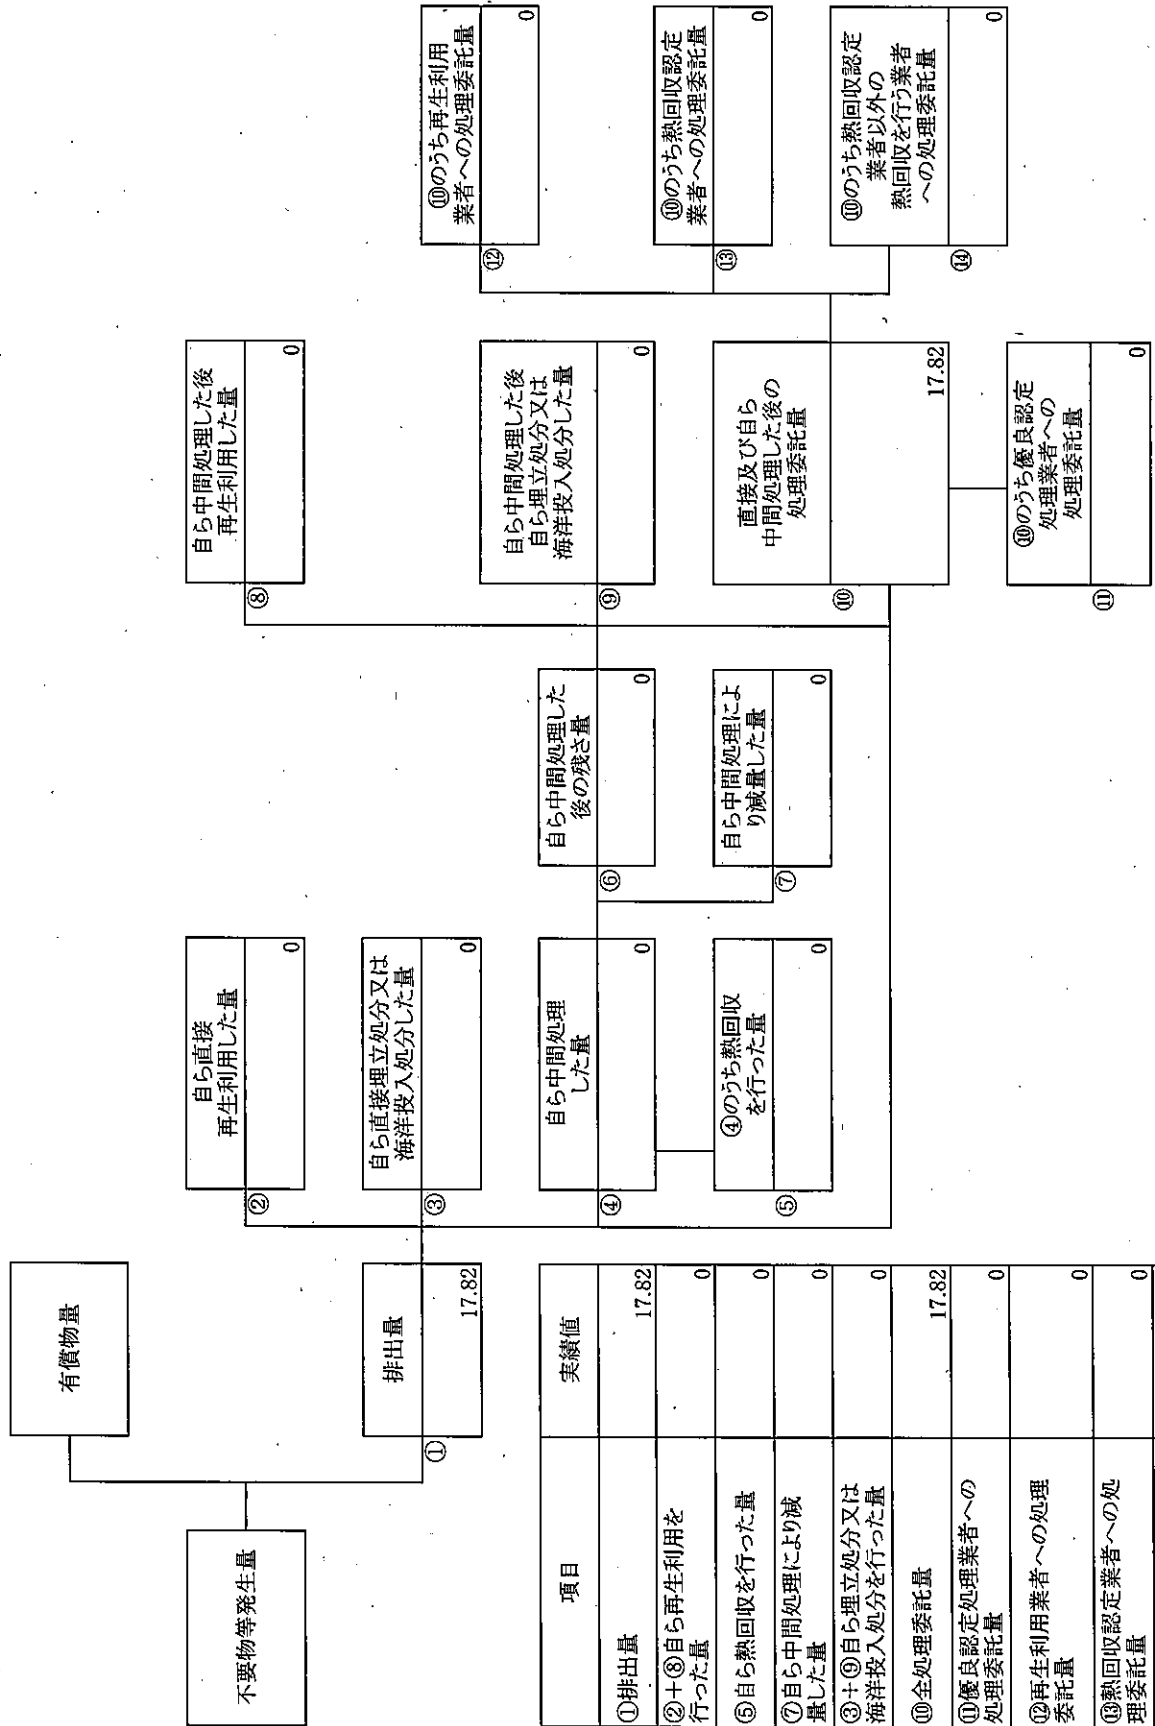 不要物等発生量
有償物量
排出量
①
17.82
自ら直接
再生利用した量
②
0
自ら直接埋立処分又は
海洋投入処分した量
③
0
自ら中間処理
した量
④
0
④のうち熱回収
を行った量
⑤
0
自ら中間処理した
後の残さ量
⑥
0
自ら中間処理によ
り減量した量
⑦
0
自ら中間処理した後
再生利用した量
⑧
0
自ら中間処理した後
自ら埋立処分又は
海洋投入処分した量
⑨
0
直接及び自ら
中間処理した後の
処理委託量
⑩
17.82
⑩のうち優良認定
処理業者への
処理委託量
⑪
0
⑩のうち再生利用
業者への処理委託量
⑫
0
⑩のうち熱回収認定
業者への処理委託量
⑬
0
⑩のうち熱回収認定
業者以外の
熱回収を行う業者
への処理委託量
⑭
0
項目 実績値
①排出量 17.82
②+⑧自ら再生利用を
行った量 0
⑤自ら熱回収を行った量 0
⑦自ら中間処理により減
量した量 0
③+⑨自ら埋立処分又は
海洋投入処分を行った量 0
⑩全処理委託量 17.82
⑪優良認定処理業者への
処理委託量 0
⑫再生利用業者への処理
委託量 0
⑬熱回収認定業者への処
理委託量 0